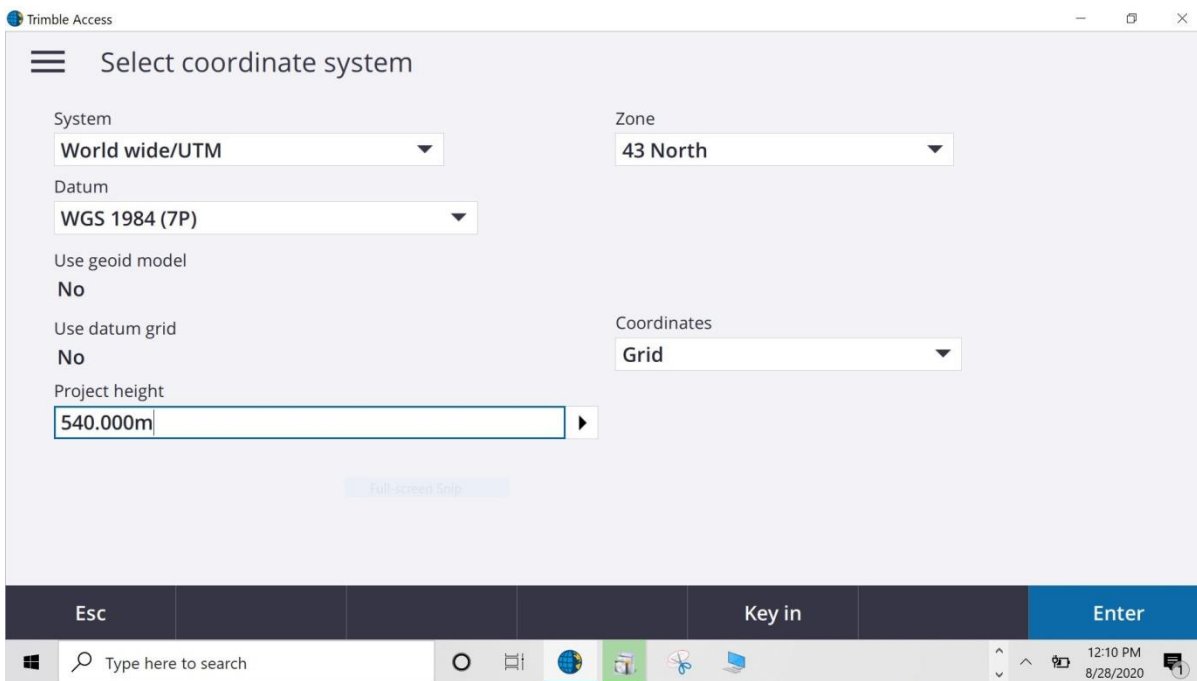 Trimble Access
Select coordinate system
System
World wide/UTM
Zone
43 North
Datum
WGS 1984 (7P)
Use geoid model
No
Use datum grid
No
Coordinates
Grid
Project height
540.000m
Full-screen Snip
Esc
Key in
Enter
Type here to search
12:10 PM
8/28/2020
1